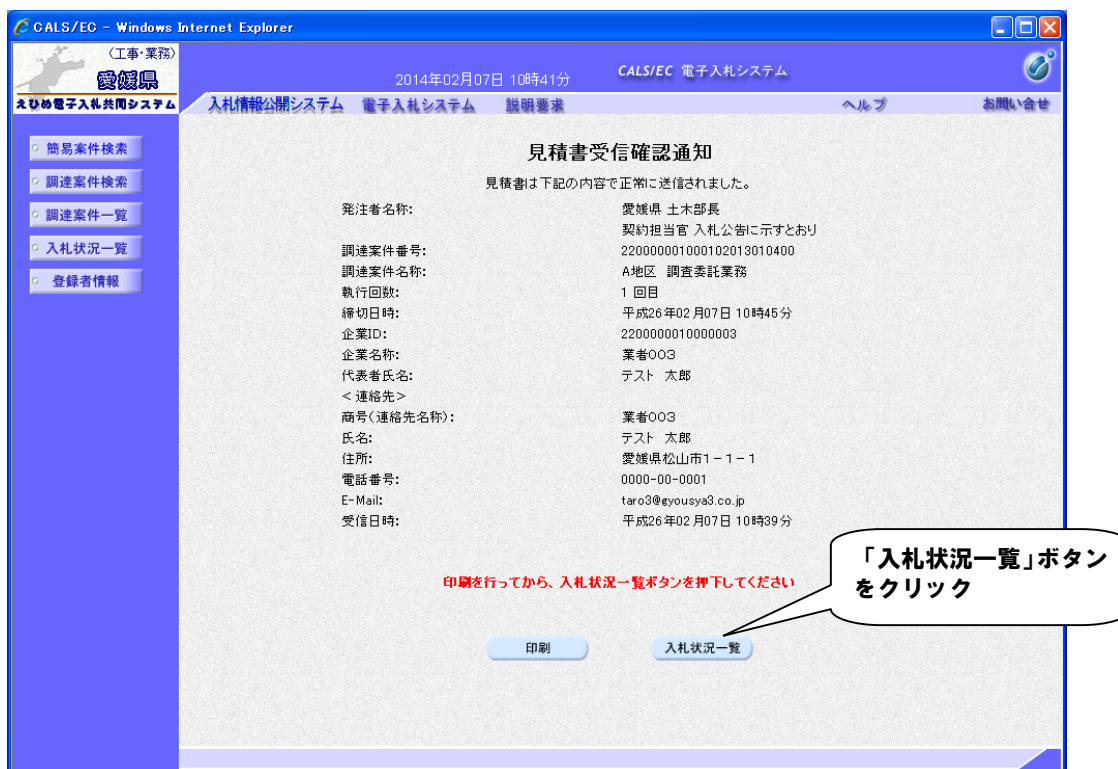 CALS/EC - Windows Internet Explorer
(工事・業務)
愛媛県
えひめ電子入札共同システム
2014年02月07日 10時41分
CALS/EC 電子入札システム
入札情報公開システム 電子入札システム 説明要求 ヘルプ お問い合せ
簡易案件検索
調達案件検索
調達案件一覧
入札状況一覧
登録者情報
見積書受信確認通知
見積書は下記の内容で正常に送信されました。
発注者名称: 愛媛県 土木部長
契約担当官 入札公告に示すとおり
調達案件番号: 220000001000102013010400
調達案件名称: A地区 調査委託業務
執行回数: 1 回目
締切日時: 平成26年02月07日 10時45分
企業ID: 2200000010000003
企業名称: 業者003
代表者氏名: テスト 太郎
<連絡先>
商号(連絡先名称): 業者003
氏名: テスト 太郎
住所: 愛媛県松山市1-1-1
電話番号: 0000-00-0001
E-Mail: taro3@gyousya3.co.jp
受信日時: 平成26年02月07日 10時39分
印刷を行ってから、入札状況一覧ボタンを押下してください
「入札状況一覧」ボタン
をクリック
印刷 入札状況一覧